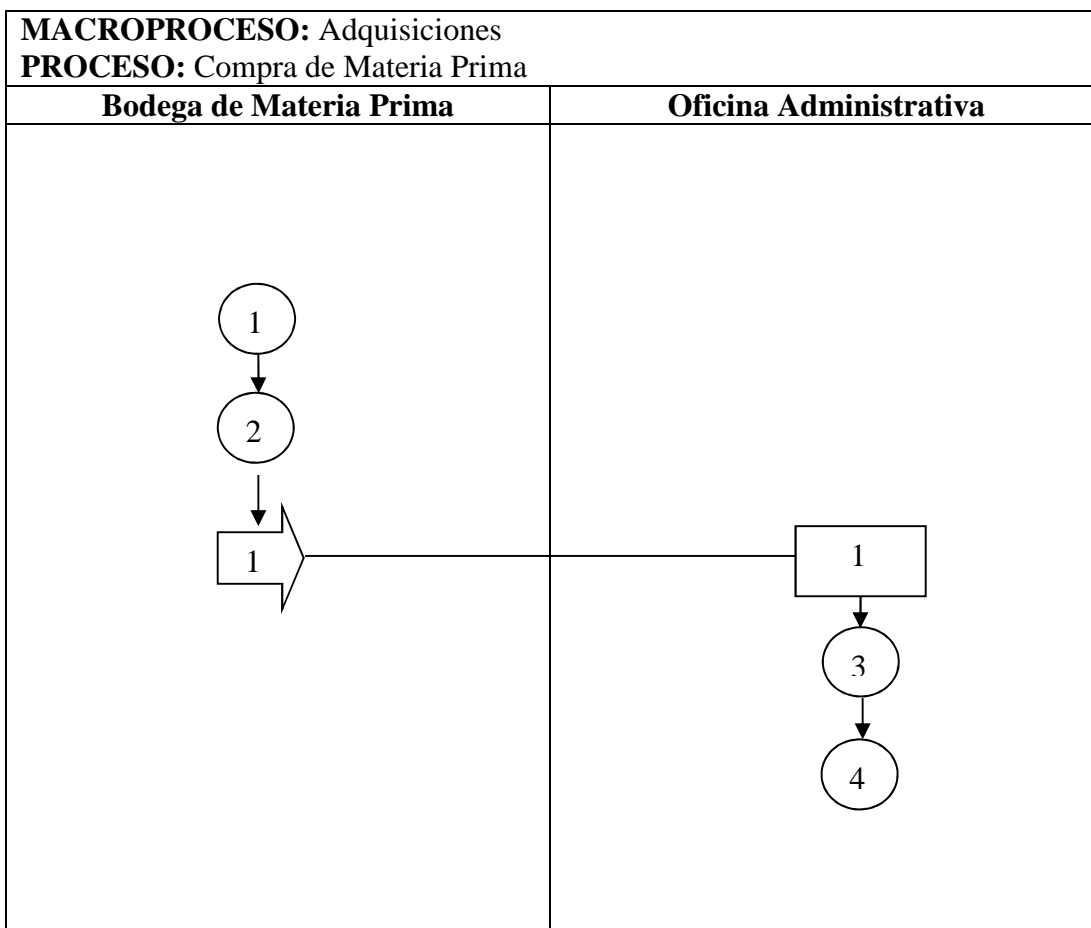 MACROPROCESO: Adquisiciones
PROCESO: Compra de Materia Prima
Bodega de Materia Prima
Oficina Administrativa
1
2
1
1
3
4